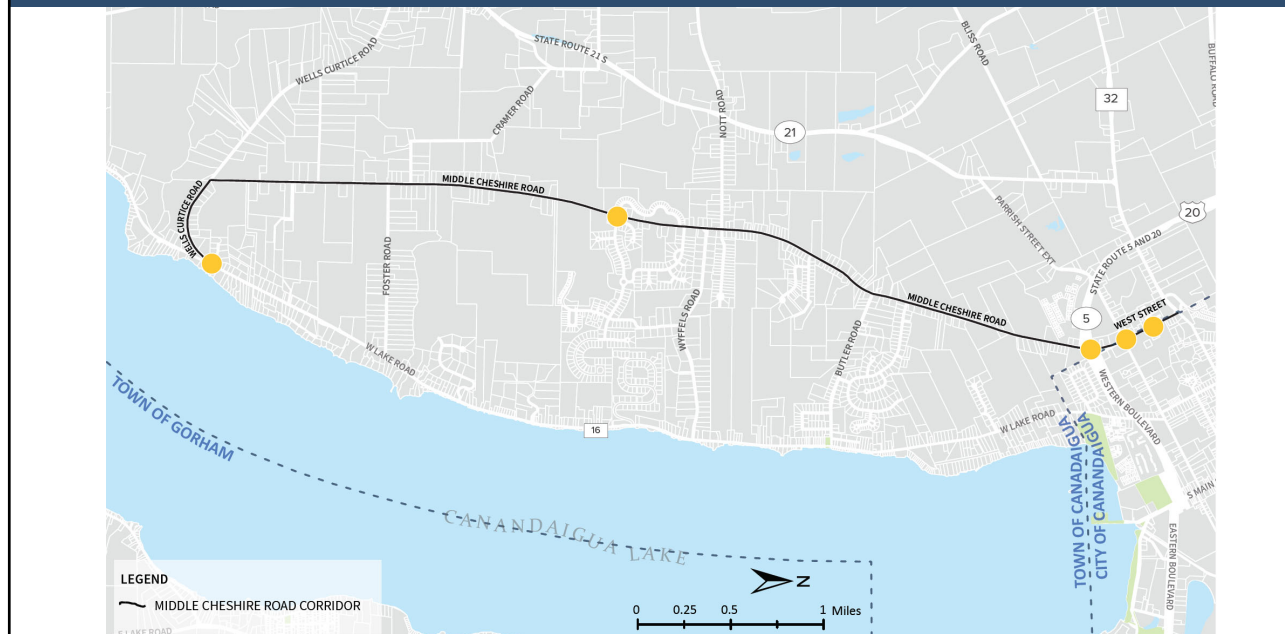 STATE ROUTE 21 S
BLISS ROAD
BUFFALO ROAD
WELLS CURTICE ROAD
CRAMER ROAD
NOTT ROAD
32
21
MIDDLE CHESHIRE ROAD
WELLS CURTICE ROAD
20
PARRISH STREET EXT
STATE ROUTE 5 AND 20
FOSTER ROAD
WYFFELS ROAD
BUTLER ROAD
MIDDLE CHESHIRE ROAD
5
WEST STREET
W LAKE ROAD
WESTERN BOULEVARD
W LAKE ROAD
16
TOWN OF GORHAM
TOWN OF CANADAIGUA
CITY OF CANANDAIGUA
S MAIN
EASTERN BOULEVARD
CANANDAIGUA LAKE
LEGEND
MIDDLE CHESHIRE ROAD CORRIDOR
N
0 0.25 0.5 1 Miles
S LAKE ROAD